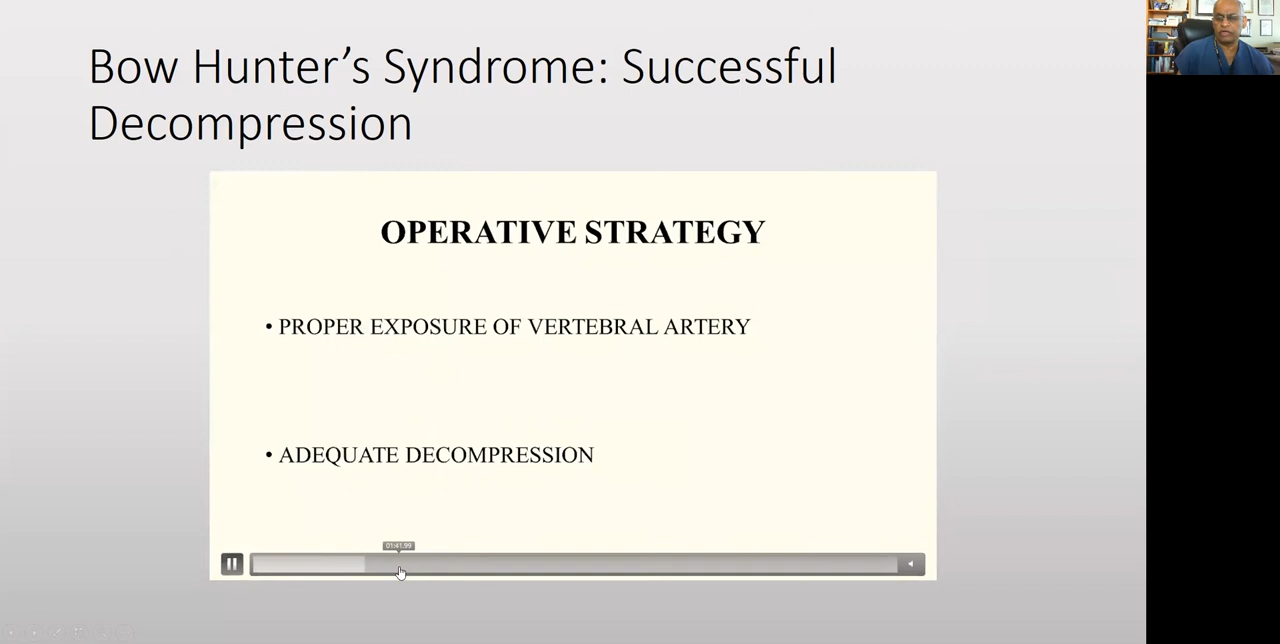 Bow Hunter’s Syndrome: Successful
Decompression
OPERATIVE STRATEGY
• PROPER EXPOSURE OF VERTEBRAL ARTERY
• ADEQUATE DECOMPRESSION
01:41.99